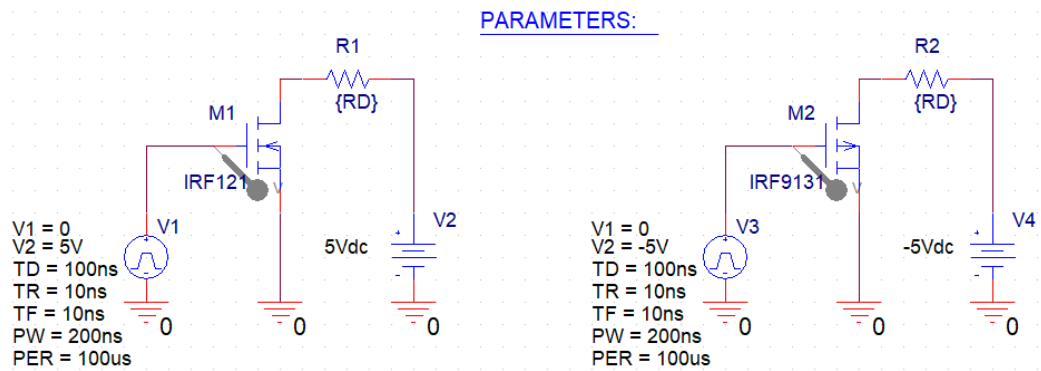 PARAMETERS:
R1
{RD}
M1
IRF121
V
V1
V1 = 0
V2 = 5V
TD = 100ns
TR = 10ns
TF = 10ns
PW = 200ns
PER = 100us
5Vdc
V2
0
0
0
R2
{RD}
M2
IRF9131
V
V3
V1 = 0
V2 = -5V
TD = 100ns
TR = 10ns
TF = 10ns
PW = 200ns
PER = 100us
-5Vdc
V4
0
0
0